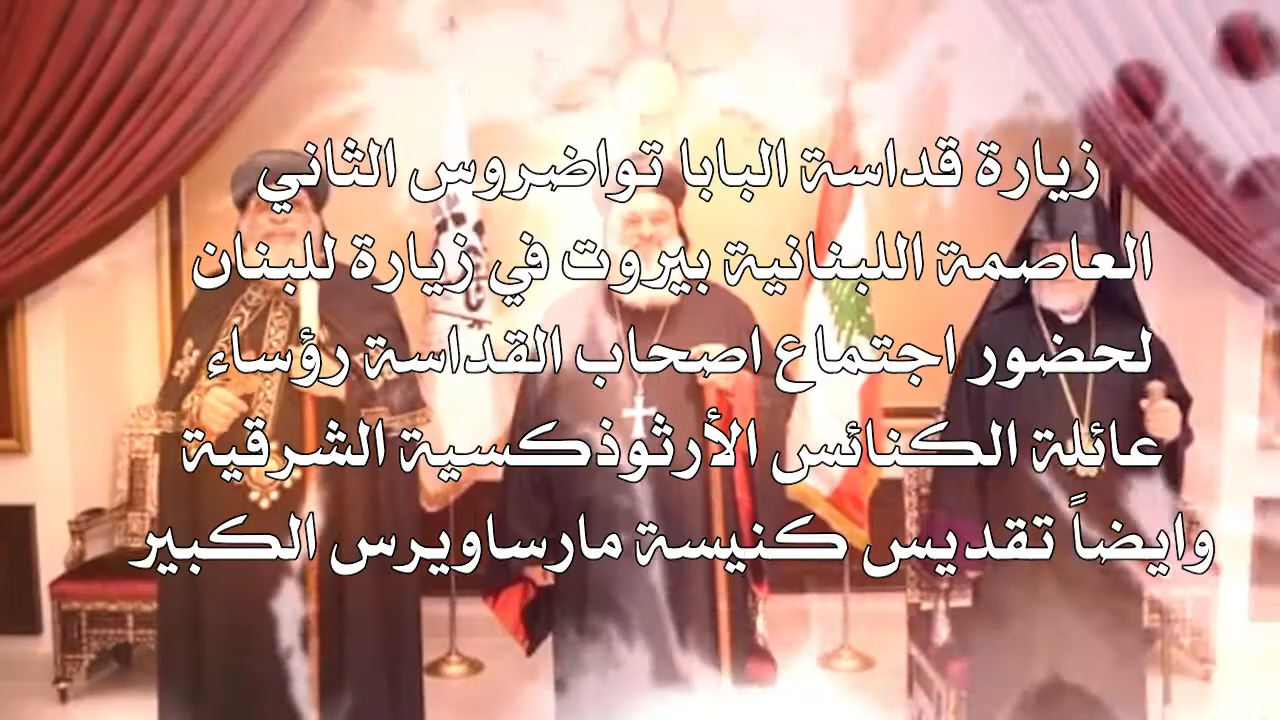 زيارة قداسة البابا تواضروس الثاني
العاصمة اللبنانية بيروت في زيارة للبنان
لحضور اجتماع اصحاب القداسة رؤساء
عائلة الكنائس الأرثوذكسية الشرقية
وايضاً تقديس كنيسة مارساويرس الكبير